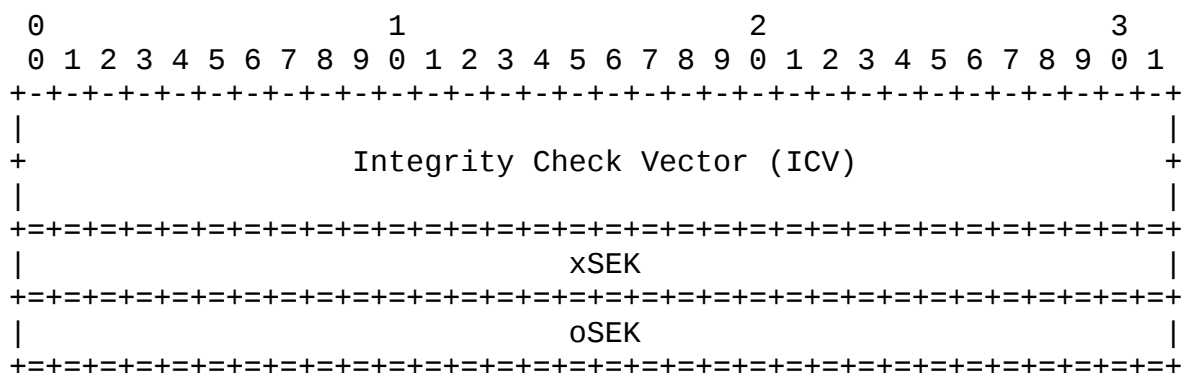 0                   1                   2                   3
 0 1 2 3 4 5 6 7 8 9 0 1 2 3 4 5 6 7 8 9 0 1 2 3 4 5 6 7 8 9 0 1
+-+-+-+-+-+-+-+-+-+-+-+-+-+-+-+-+-+-+-+-+-+-+-+-+-+-+-+-+-+-+-+-+
|                                                               |
+                  Integrity Check Vector (ICV)                 +
|                                                               |
+=+=+=+=+=+=+=+=+=+=+=+=+=+=+=+=+=+=+=+=+=+=+=+=+=+=+=+=+=+=+=+=+
|                              xSEK                             |
+=+=+=+=+=+=+=+=+=+=+=+=+=+=+=+=+=+=+=+=+=+=+=+=+=+=+=+=+=+=+=+=+
|                              oSEK                             |
+=+=+=+=+=+=+=+=+=+=+=+=+=+=+=+=+=+=+=+=+=+=+=+=+=+=+=+=+=+=+=+=+